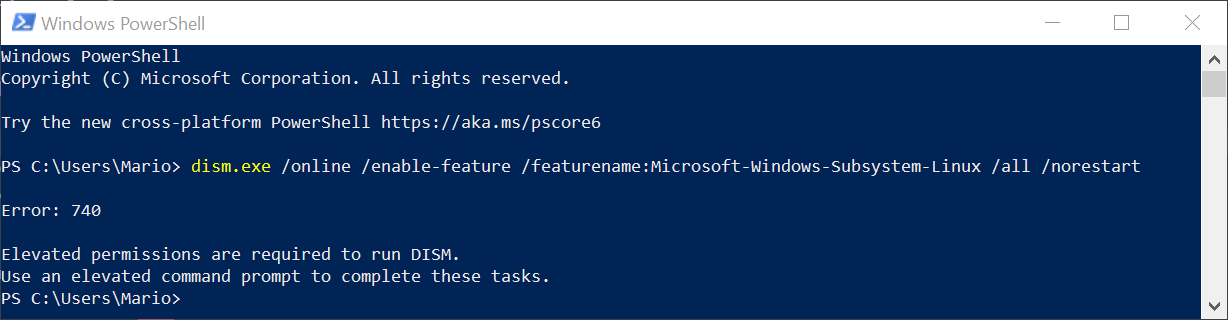 Windows PowerShell
Windows PowerShell
Copyright (C) Microsoft Corporation. All rights reserved.
Try the new cross-platform PowerShell https://aka.ms/pscore6
PS C:\Users\Mario> dism.exe /online /enable-feature /featurename:Microsoft-Windows-Subsystem-Linux /all /norestart
Error: 740
Elevated permissions are required to run DISM.
Use an elevated command prompt to complete these tasks.
PS C:\Users\Mario>